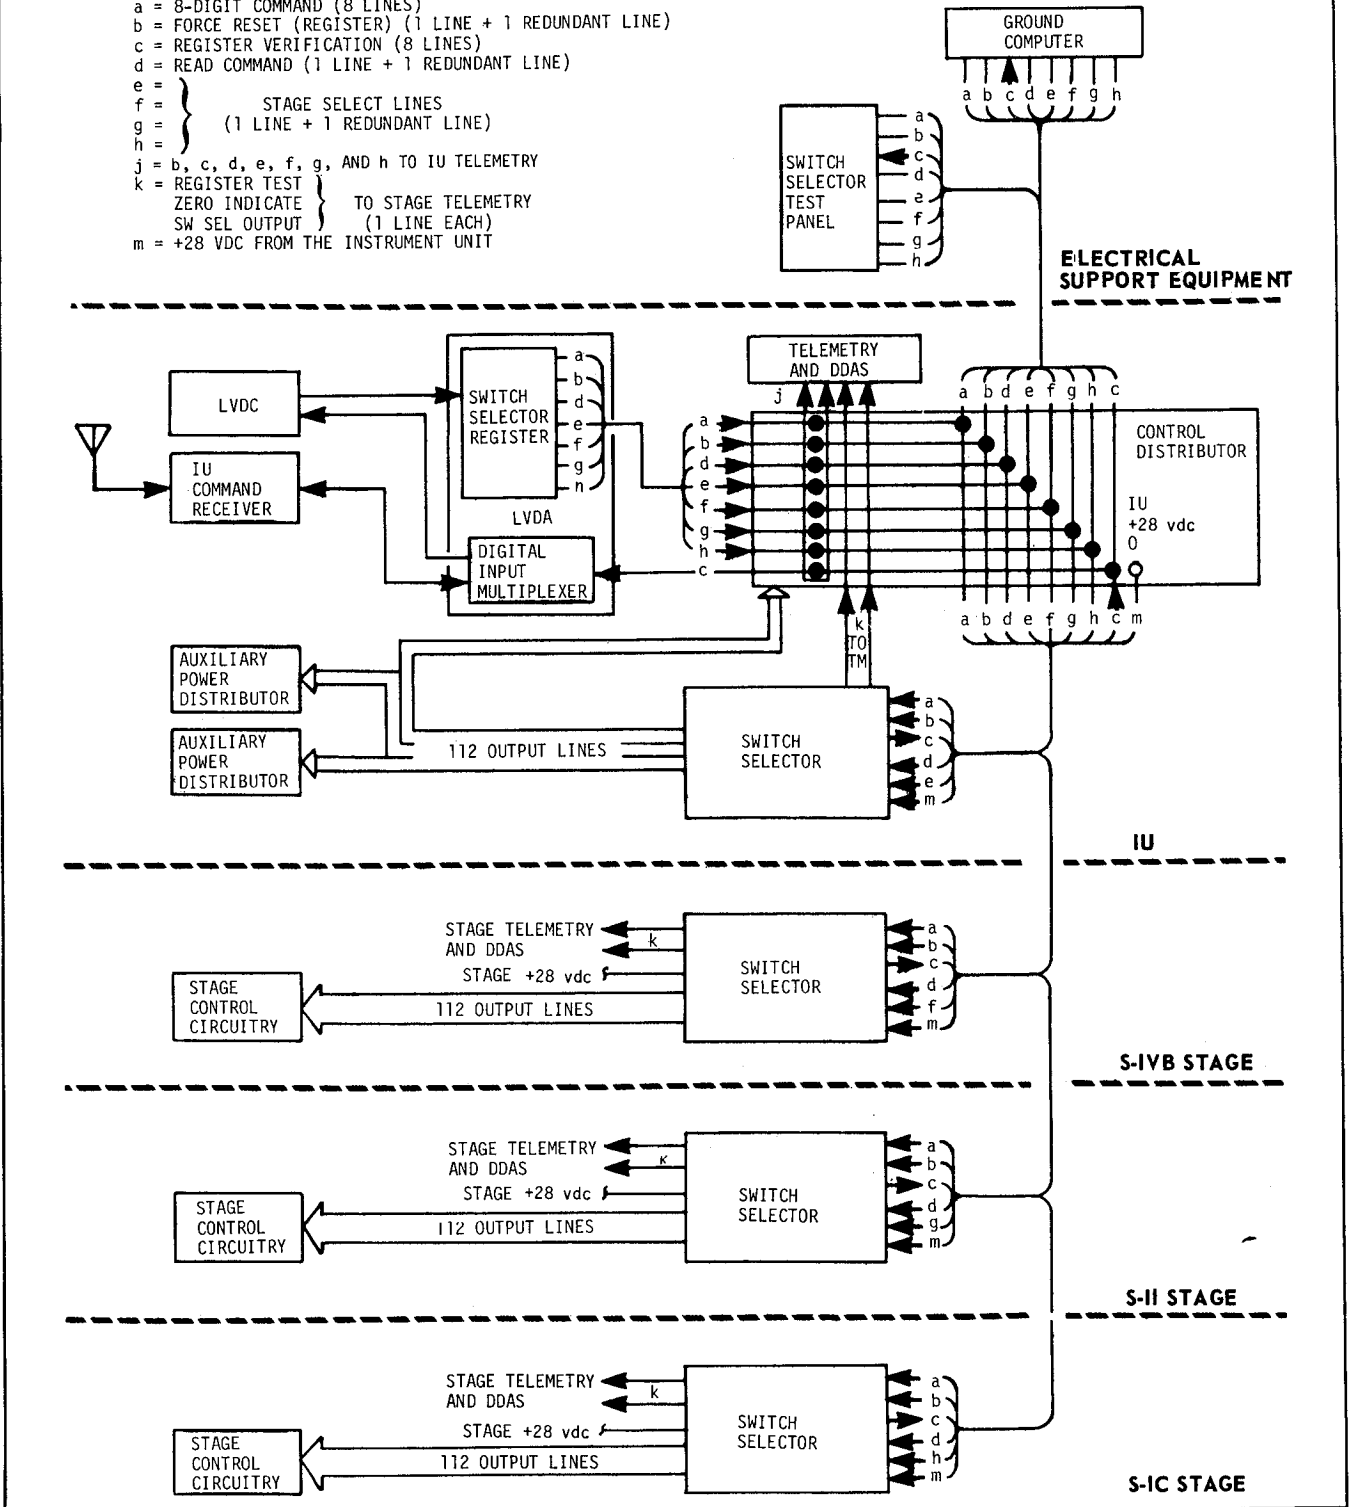 a = 8-DIGIT COMMAND (8 LINES)
b = FORCE RESET (REGISTER) (1 LINE + 1 REDUNDANT LINE)
c = REGISTER VERIFICATION (8 LINES)
d = READ COMMAND (1 LINE + 1 REDUNDANT LINE)
e =
f = STAGE SELECT LINES
g = (1 LINE + 1 REDUNDANT LINE)
h =
j = b, c, d, e, f, g, AND h TO IU TELEMETRY
k = REGISTER TEST
ZERO INDICATE TO STAGE TELEMETRY
SW SEL OUTPUT (1 LINE EACH)
m = +28 VDC FROM THE INSTRUMENT UNIT
GROUND
COMPUTER
a b c d e f g h
SWITCH
SELECTOR
TEST
PANEL
a
b
c
d
e
f
g
h
ELECTRICAL
SUPPORT EQUIPMENT
LVDC
IU
COMMAND
RECEIVER
SWITCH
SELECTOR
REGISTER
a
b
d
e
f
g
h
LVDA
DIGITAL
INPUT
MULTIPLEXER
TELEMETRY
AND DDAS
j
a
b
d
e
f
g
h
c
a b d e f g h c
CONTROL
DISTRIBUTOR
IU
+28 vdc
O
a b d e f g h c m
k
TO
TM
AUXILIARY
POWER
DISTRIBUTOR
AUXILIARY
POWER
DISTRIBUTOR
112 OUTPUT LINES
SWITCH
SELECTOR
a
b
c
d
e
m
IU
STAGE TELEMETRY
AND DDAS
k
STAGE +28 vdc
112 OUTPUT LINES
STAGE
CONTROL
CIRCUITRY
SWITCH
SELECTOR
a
b
c
d
f
m
S-IVB STAGE
STAGE TELEMETRY
AND DDAS
k
STAGE +28 vdc
112 OUTPUT LINES
STAGE
CONTROL
CIRCUITRY
SWITCH
SELECTOR
a
b
c
d
g
m
S-II STAGE
STAGE TELEMETRY
AND DDAS
k
STAGE +28 vdc
112 OUTPUT LINES
STAGE
CONTROL
CIRCUITRY
SWITCH
SELECTOR
a
b
c
d
h
m
S-IC STAGE